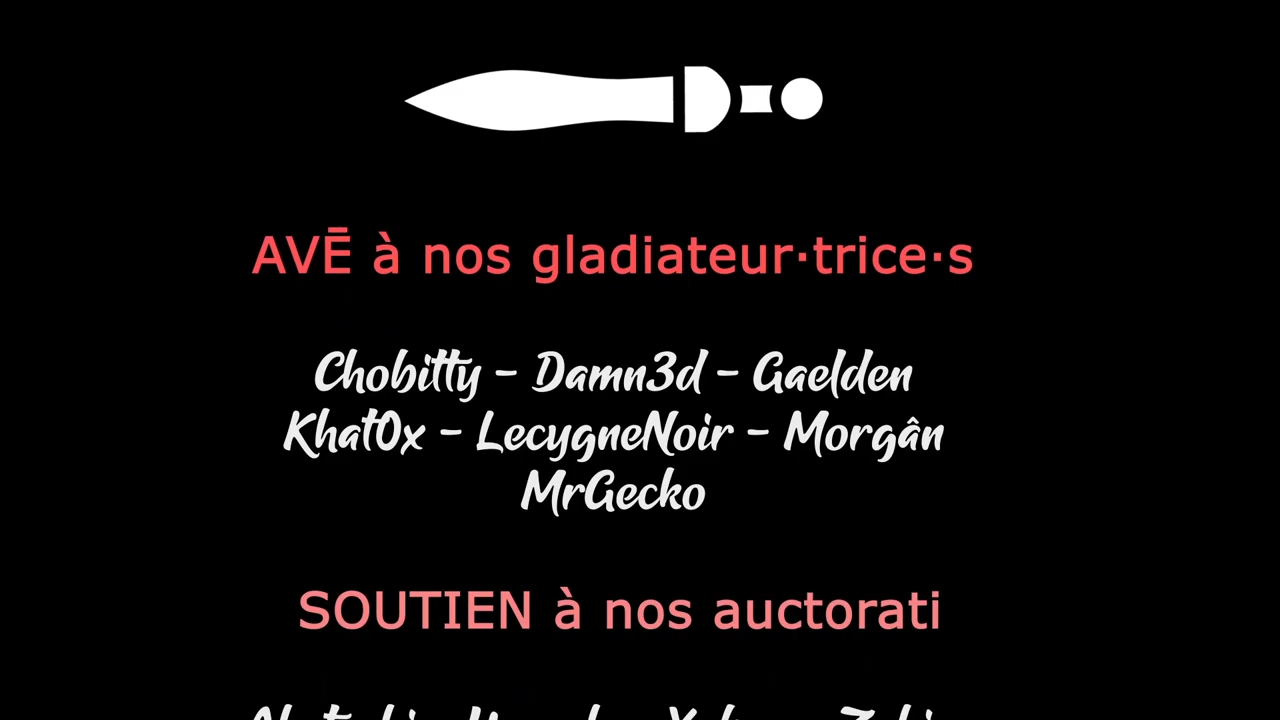 AVĒ à nos gladiateur·trice·s
Chobitty - Damn3d - Gaelden
Khat0x - LecygneNoir - Morgân
MrGecko
SOUTIEN à nos auctorati